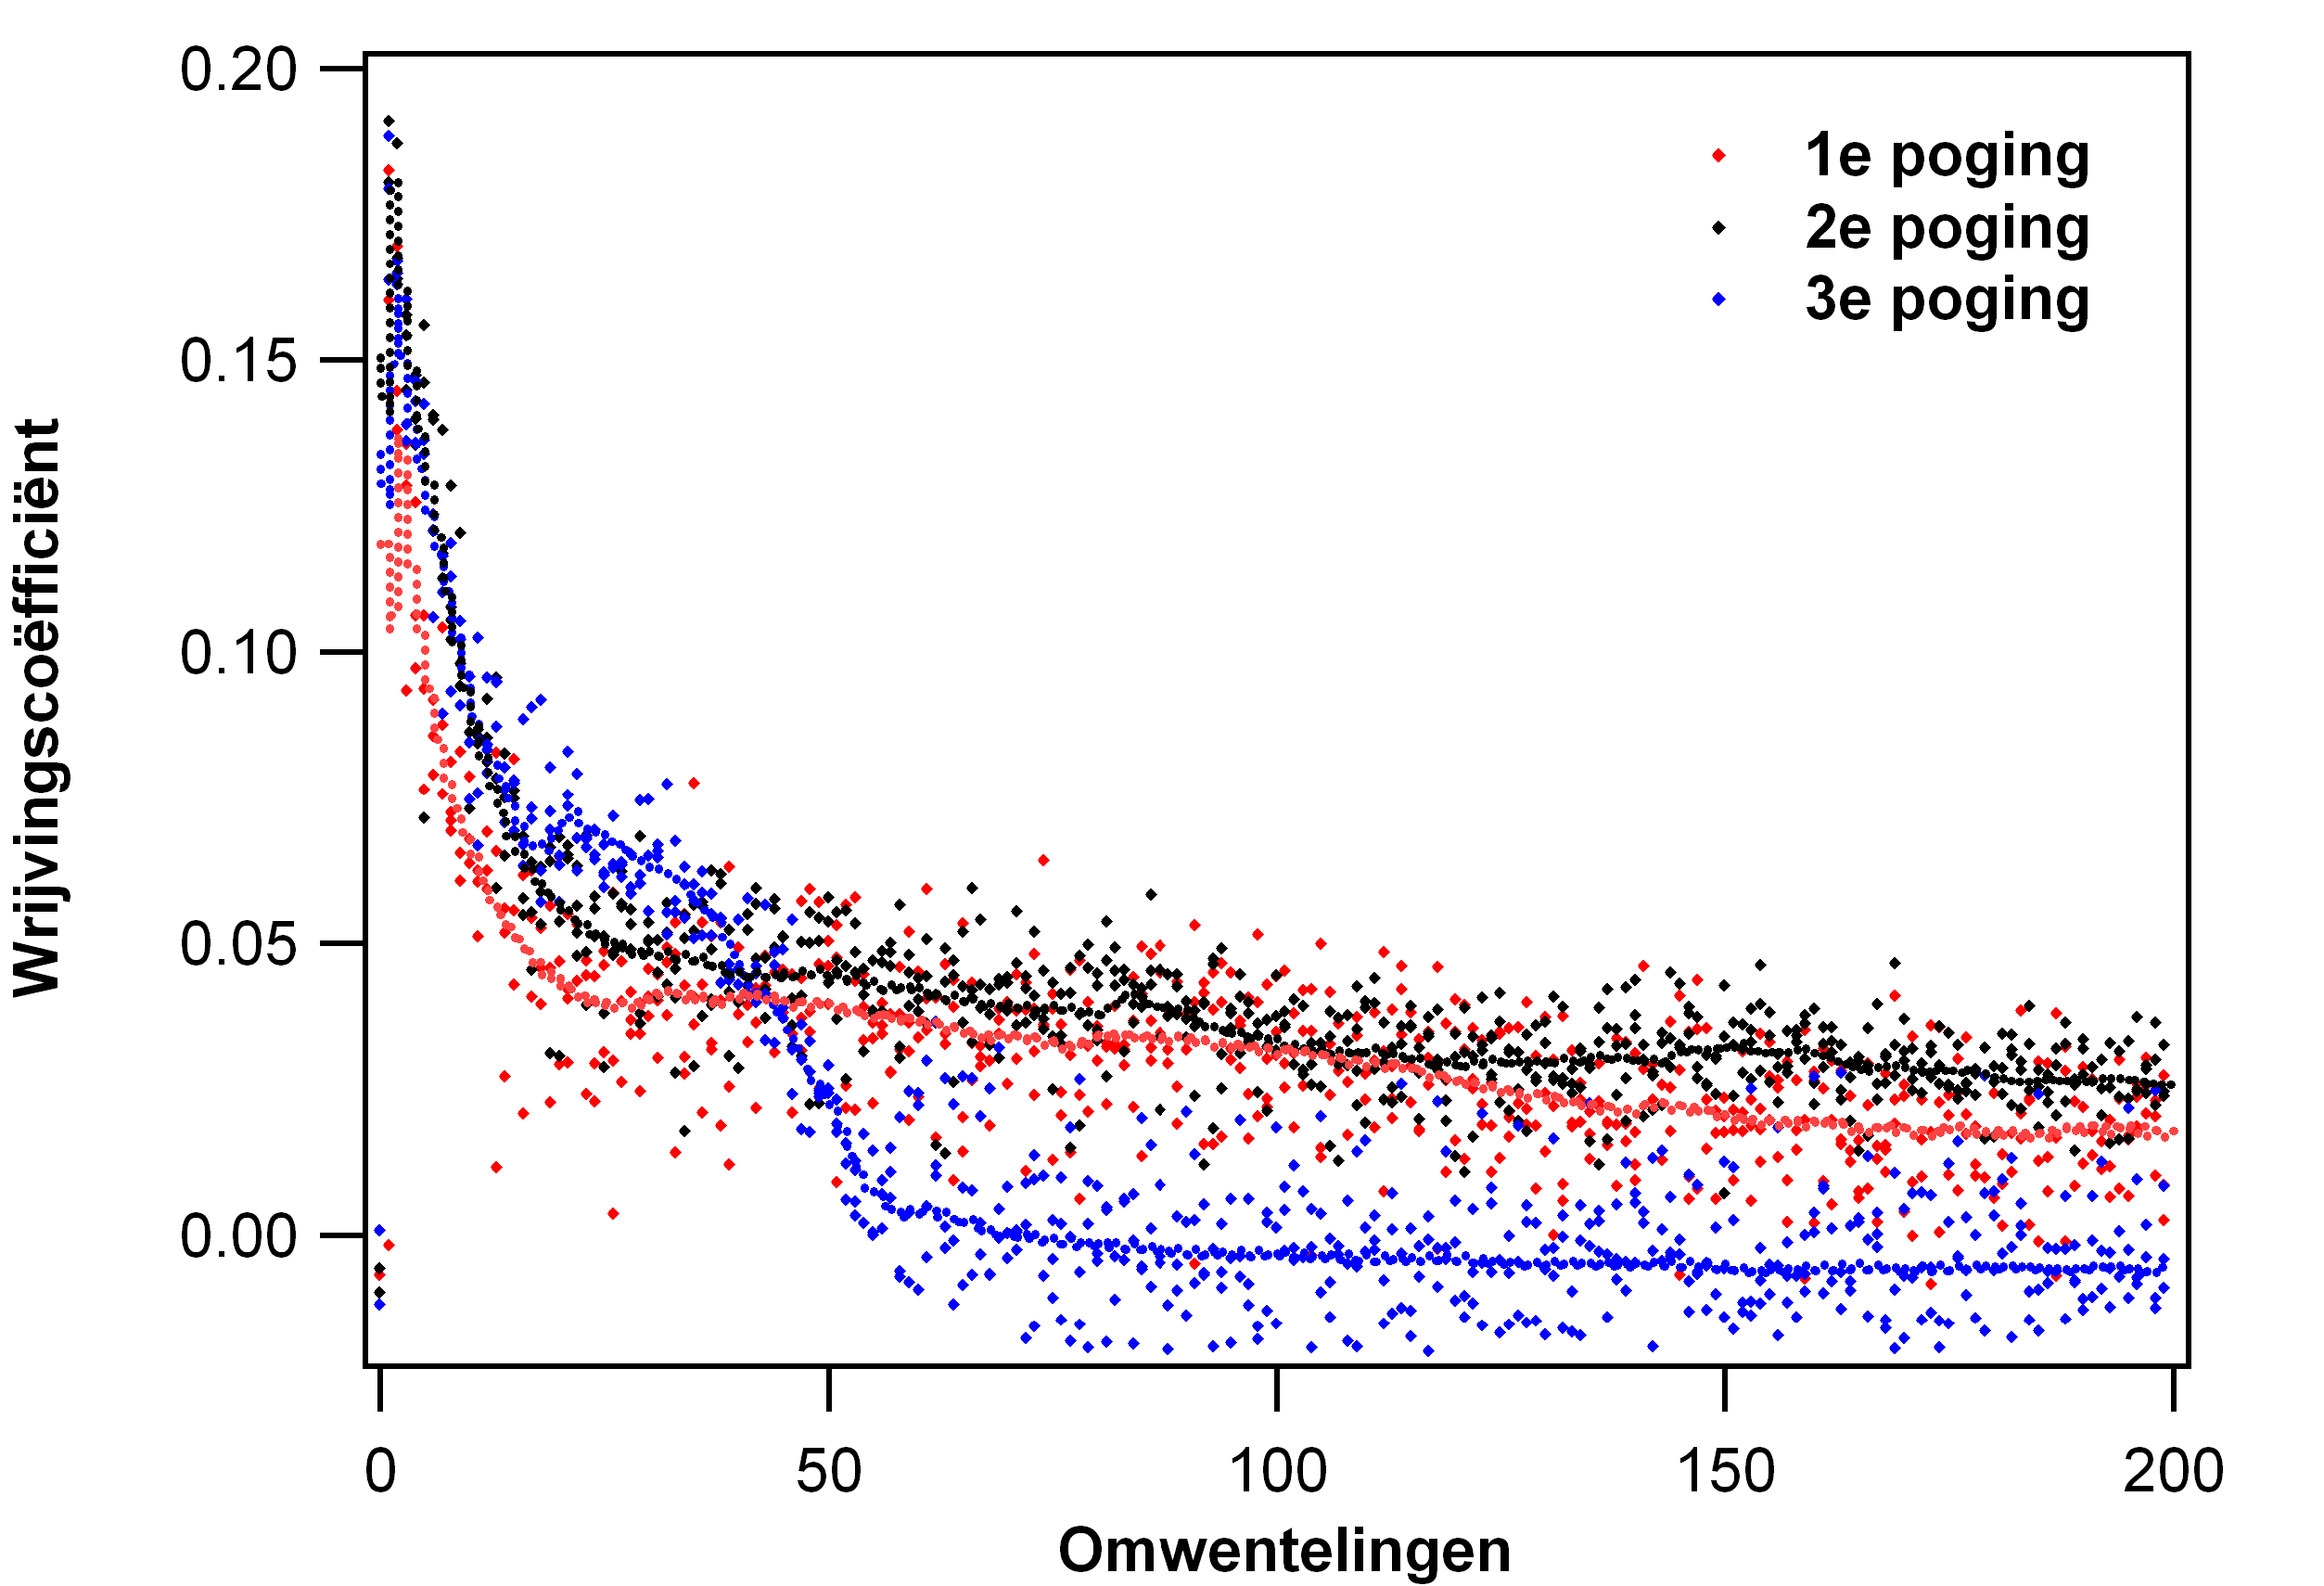 0.20
0.15
0.10
0.05
0.00
Wrijvingscoëfficiënt
1e poging
2e poging
3e poging
0 50 100 150 200
Omwentelingen